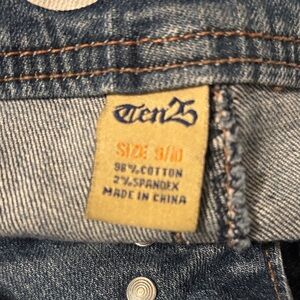 Ten25
SIZE 9/10
98% COTTON
2% SPANDEX
MADE IN CHINA